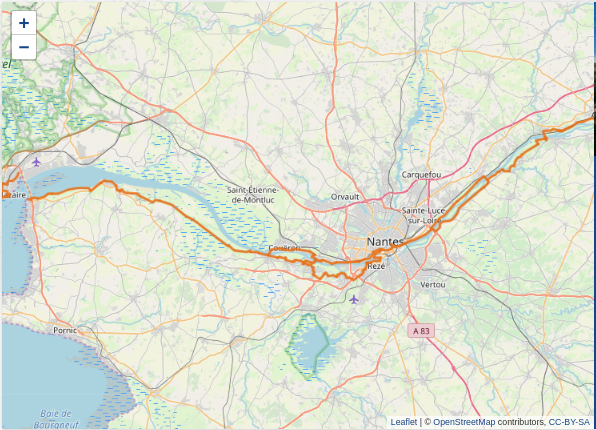 +
−
Carquefou
Saint-Étienne-
de-Montluc
Orvault
Sainte-Luce
-sur-Loire
Couëron
Nantes
Rezé
Vertou
Pornic
A 83
Baie de
Bourgneuf
Leaflet | © OpenStreetMap contributors, CC-BY-SA